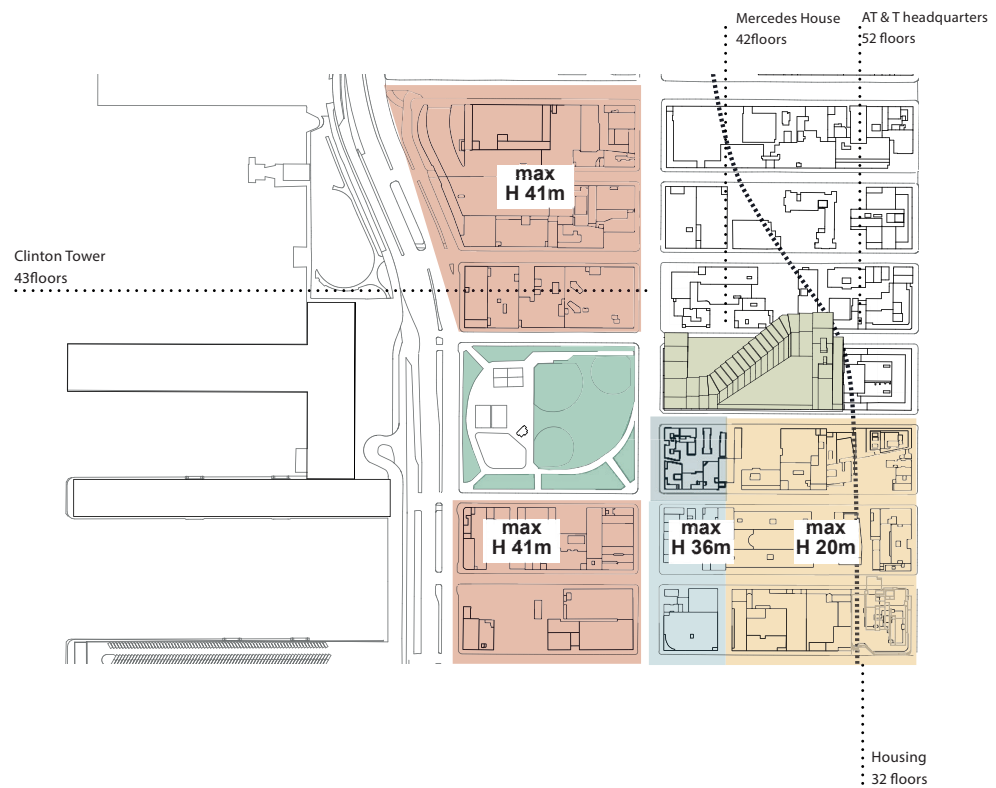 Mercedes House
42floors
AT & T headquarters
52 floors
max
H 41m
Clinton Tower
43floors
max
H 41m
max
H 36m
max
H 20m
Housing
32 floors